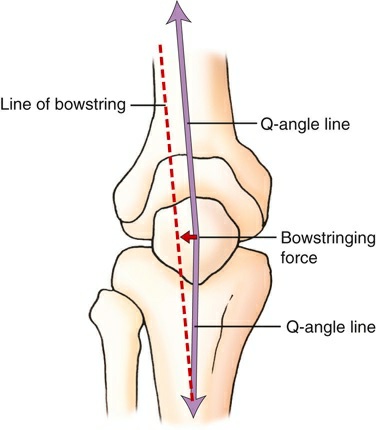 Line of bowstring
Q-angle line
Bowstringing
force
Q-angle line